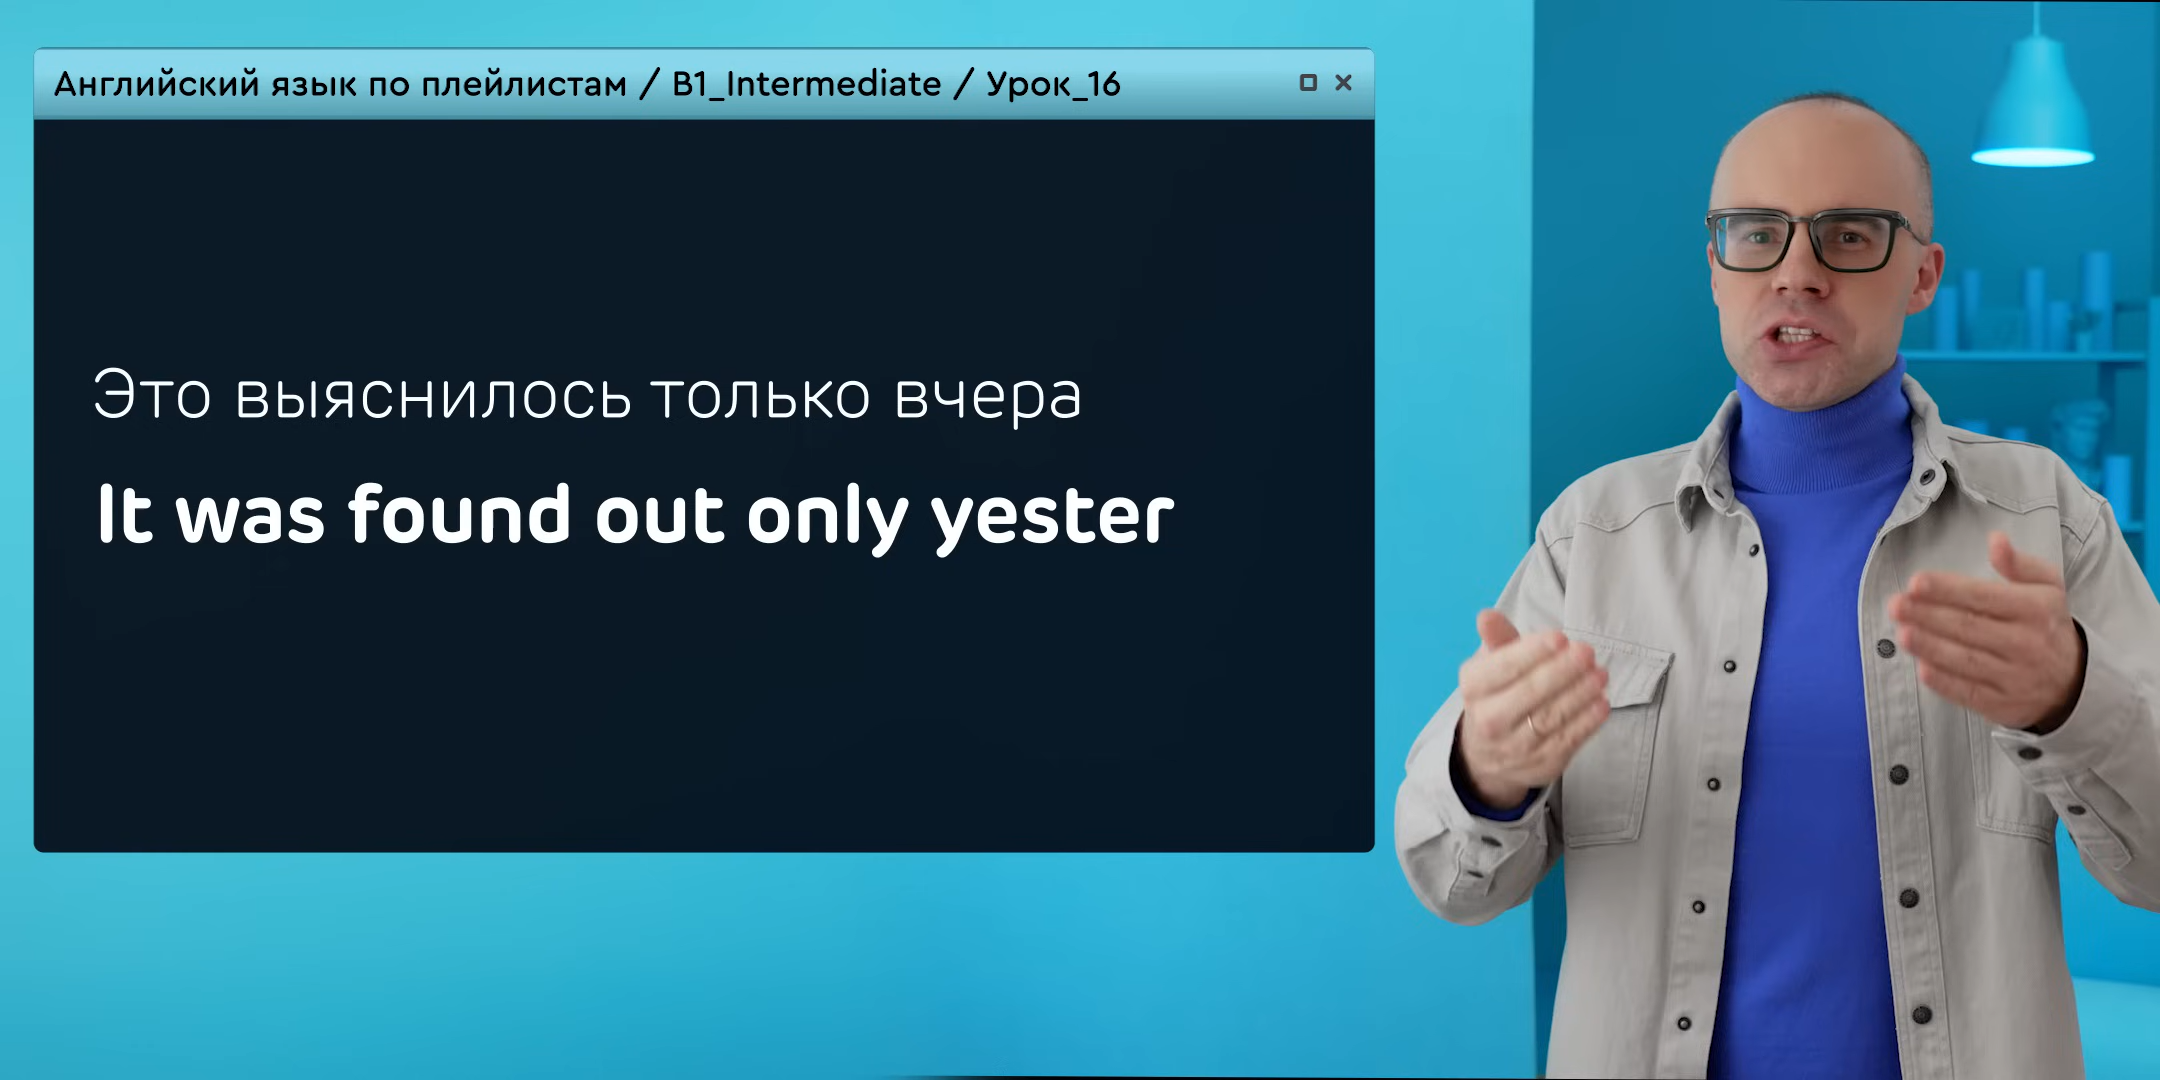 Английский язык по плейлистам / B1_Intermediate / Урок_16
Это выяснилось только вчера
It was found out only yester